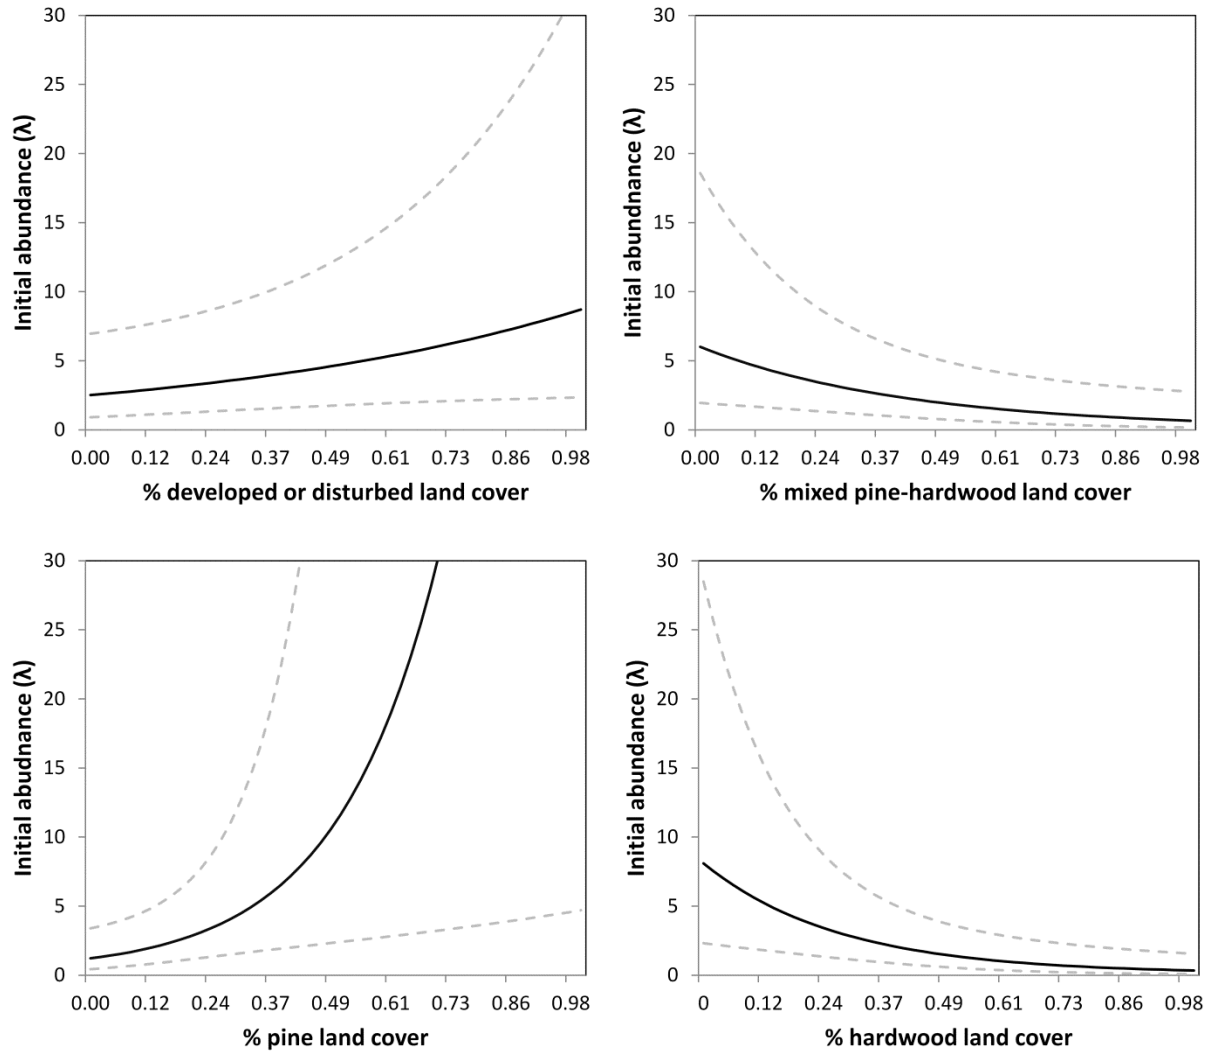 30
25
20
15
10
5
0
Initial abundance (λ)
0.00 0.12 0.24 0.37 0.49 0.61 0.73 0.86 0.98
% developed or disturbed land cover
30
25
20
15
10
5
0
Initial abundnance (λ)
0.00 0.12 0.24 0.37 0.49 0.61 0.73 0.86 0.98
% mixed pine-hardwood land cover
30
25
20
15
10
5
0
Initial abudnance (λ)
0.00 0.12 0.24 0.37 0.49 0.61 0.73 0.86 0.98
% pine land cover
30
25
20
15
10
5
0
Initial abundance (λ)
0 0.12 0.24 0.37 0.49 0.61 0.73 0.86 0.98
% hardwood land cover